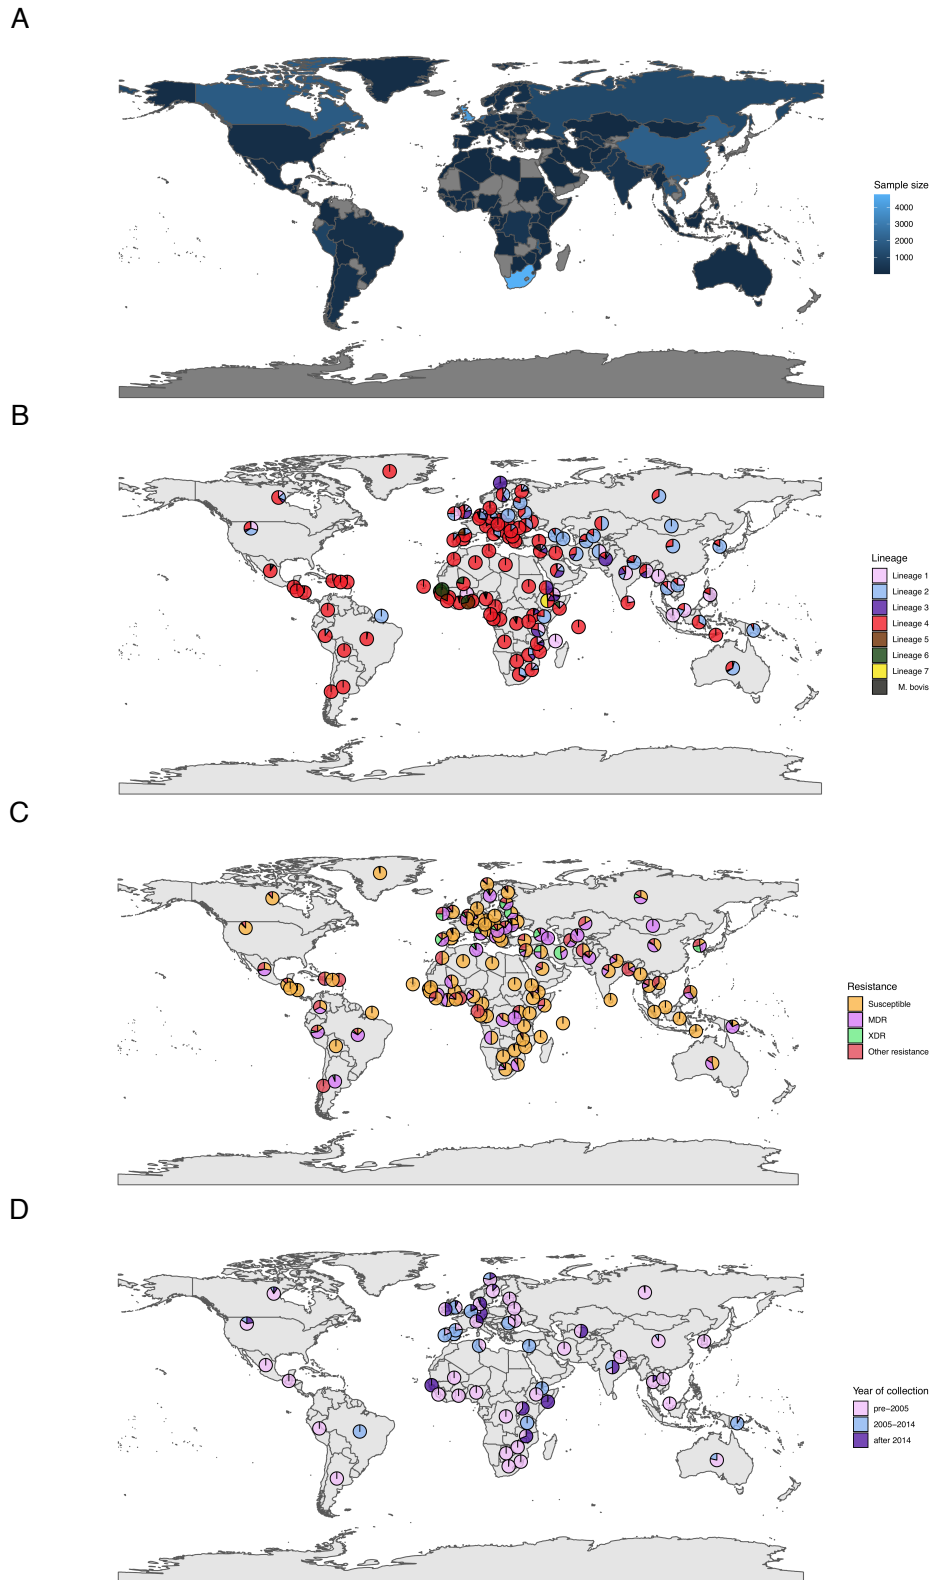 A
Sample size
4000
3000
2000
1000
B
Lineage
Lineage 1
Lineage 2
Lineage 3
Lineage 4
Lineage 5
Lineage 6
Lineage 7
M. bovis
C
Resistance
Susceptible
MDR
XDR
Other resistance
D
Year of collection
pre−2005
2005−2014
after 2014